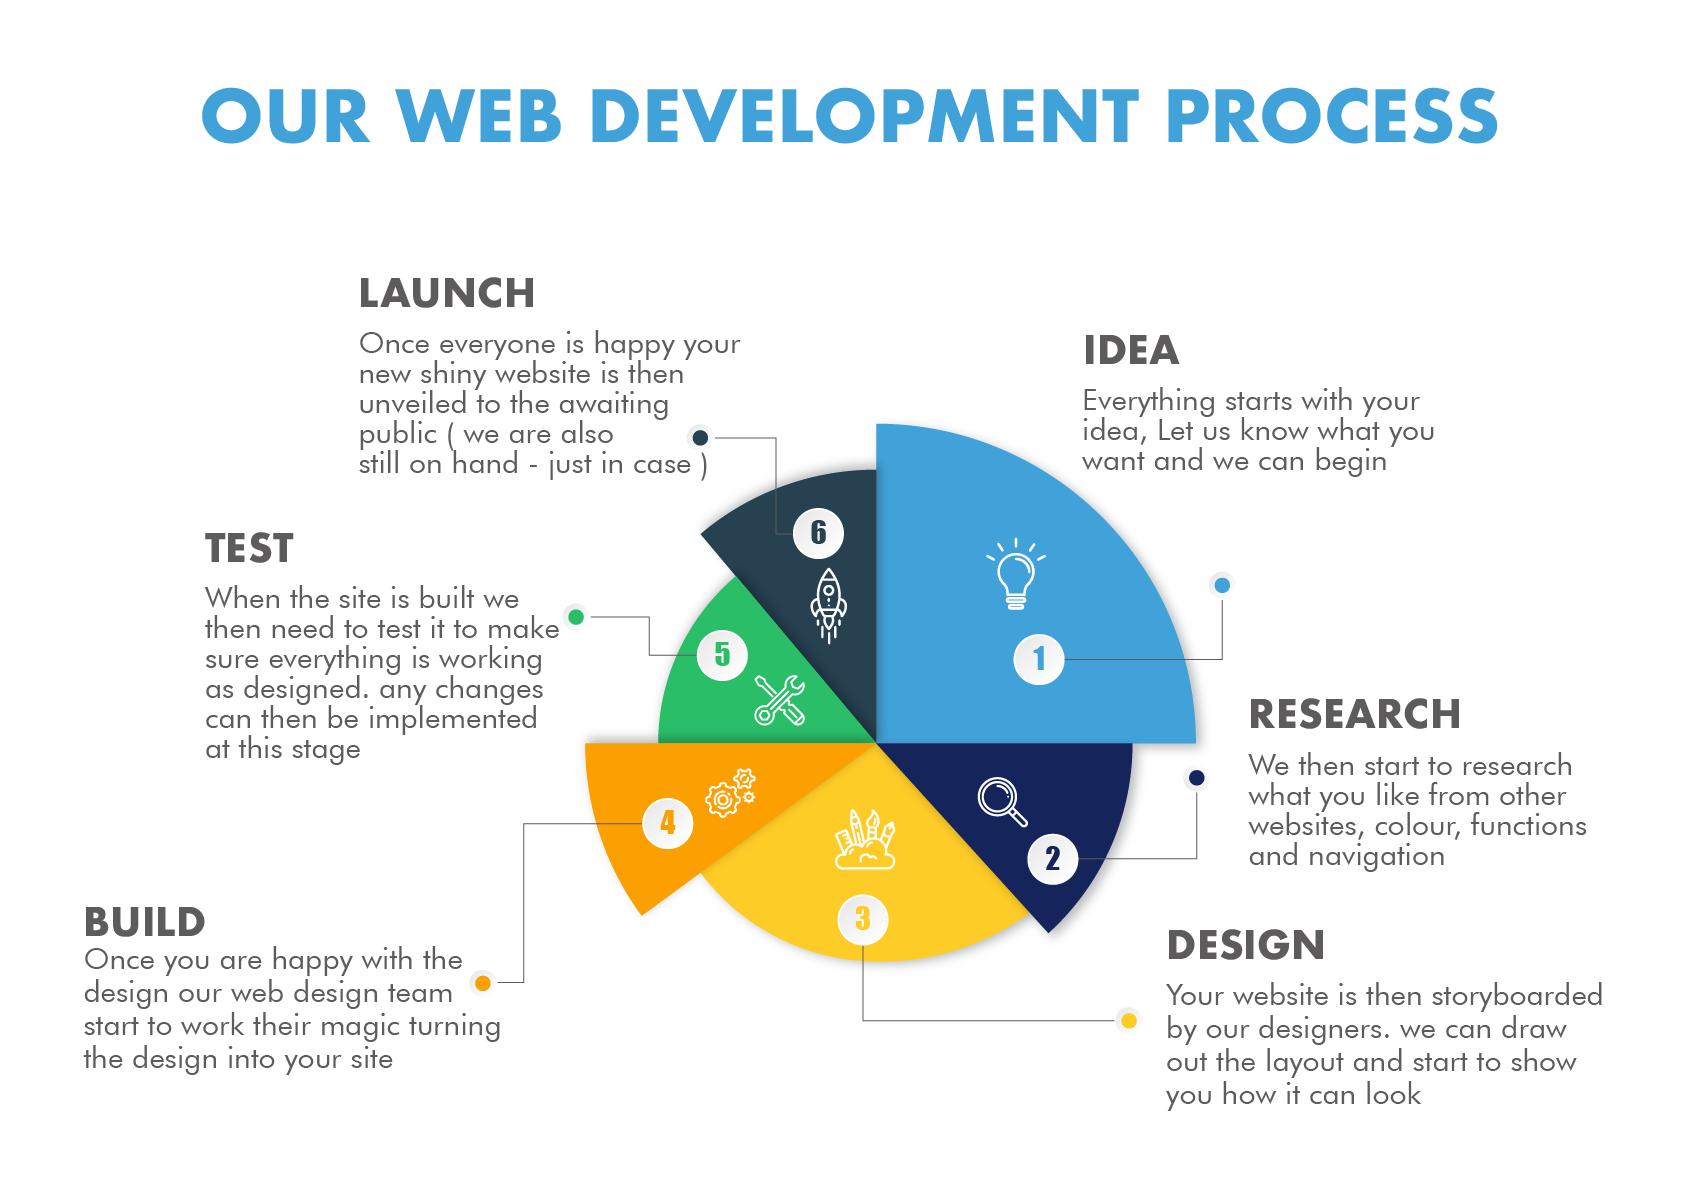 OUR WEB DEVELOPMENT PROCESS
LAUNCH
Once everyone is happy your
new shiny website is then
unveiled to the awaiting
public ( we are also
still on hand - just in case )
IDEA
Everything starts with your
idea, Let us know what you
want and we can begin
TEST
When the site is built we
then need to test it to make
sure everything is working
as designed. any changes
can then be implemented
at this stage
6
5
1
RESEARCH
We then start to research
what you like from other
websites, colour, functions
and navigation
4
2
3
BUILD
Once you are happy with the
design our web design team
start to work their magic turning
the design into your site
DESIGN
Your website is then storyboarded
by our designers. we can draw
out the layout and start to show
you how it can look